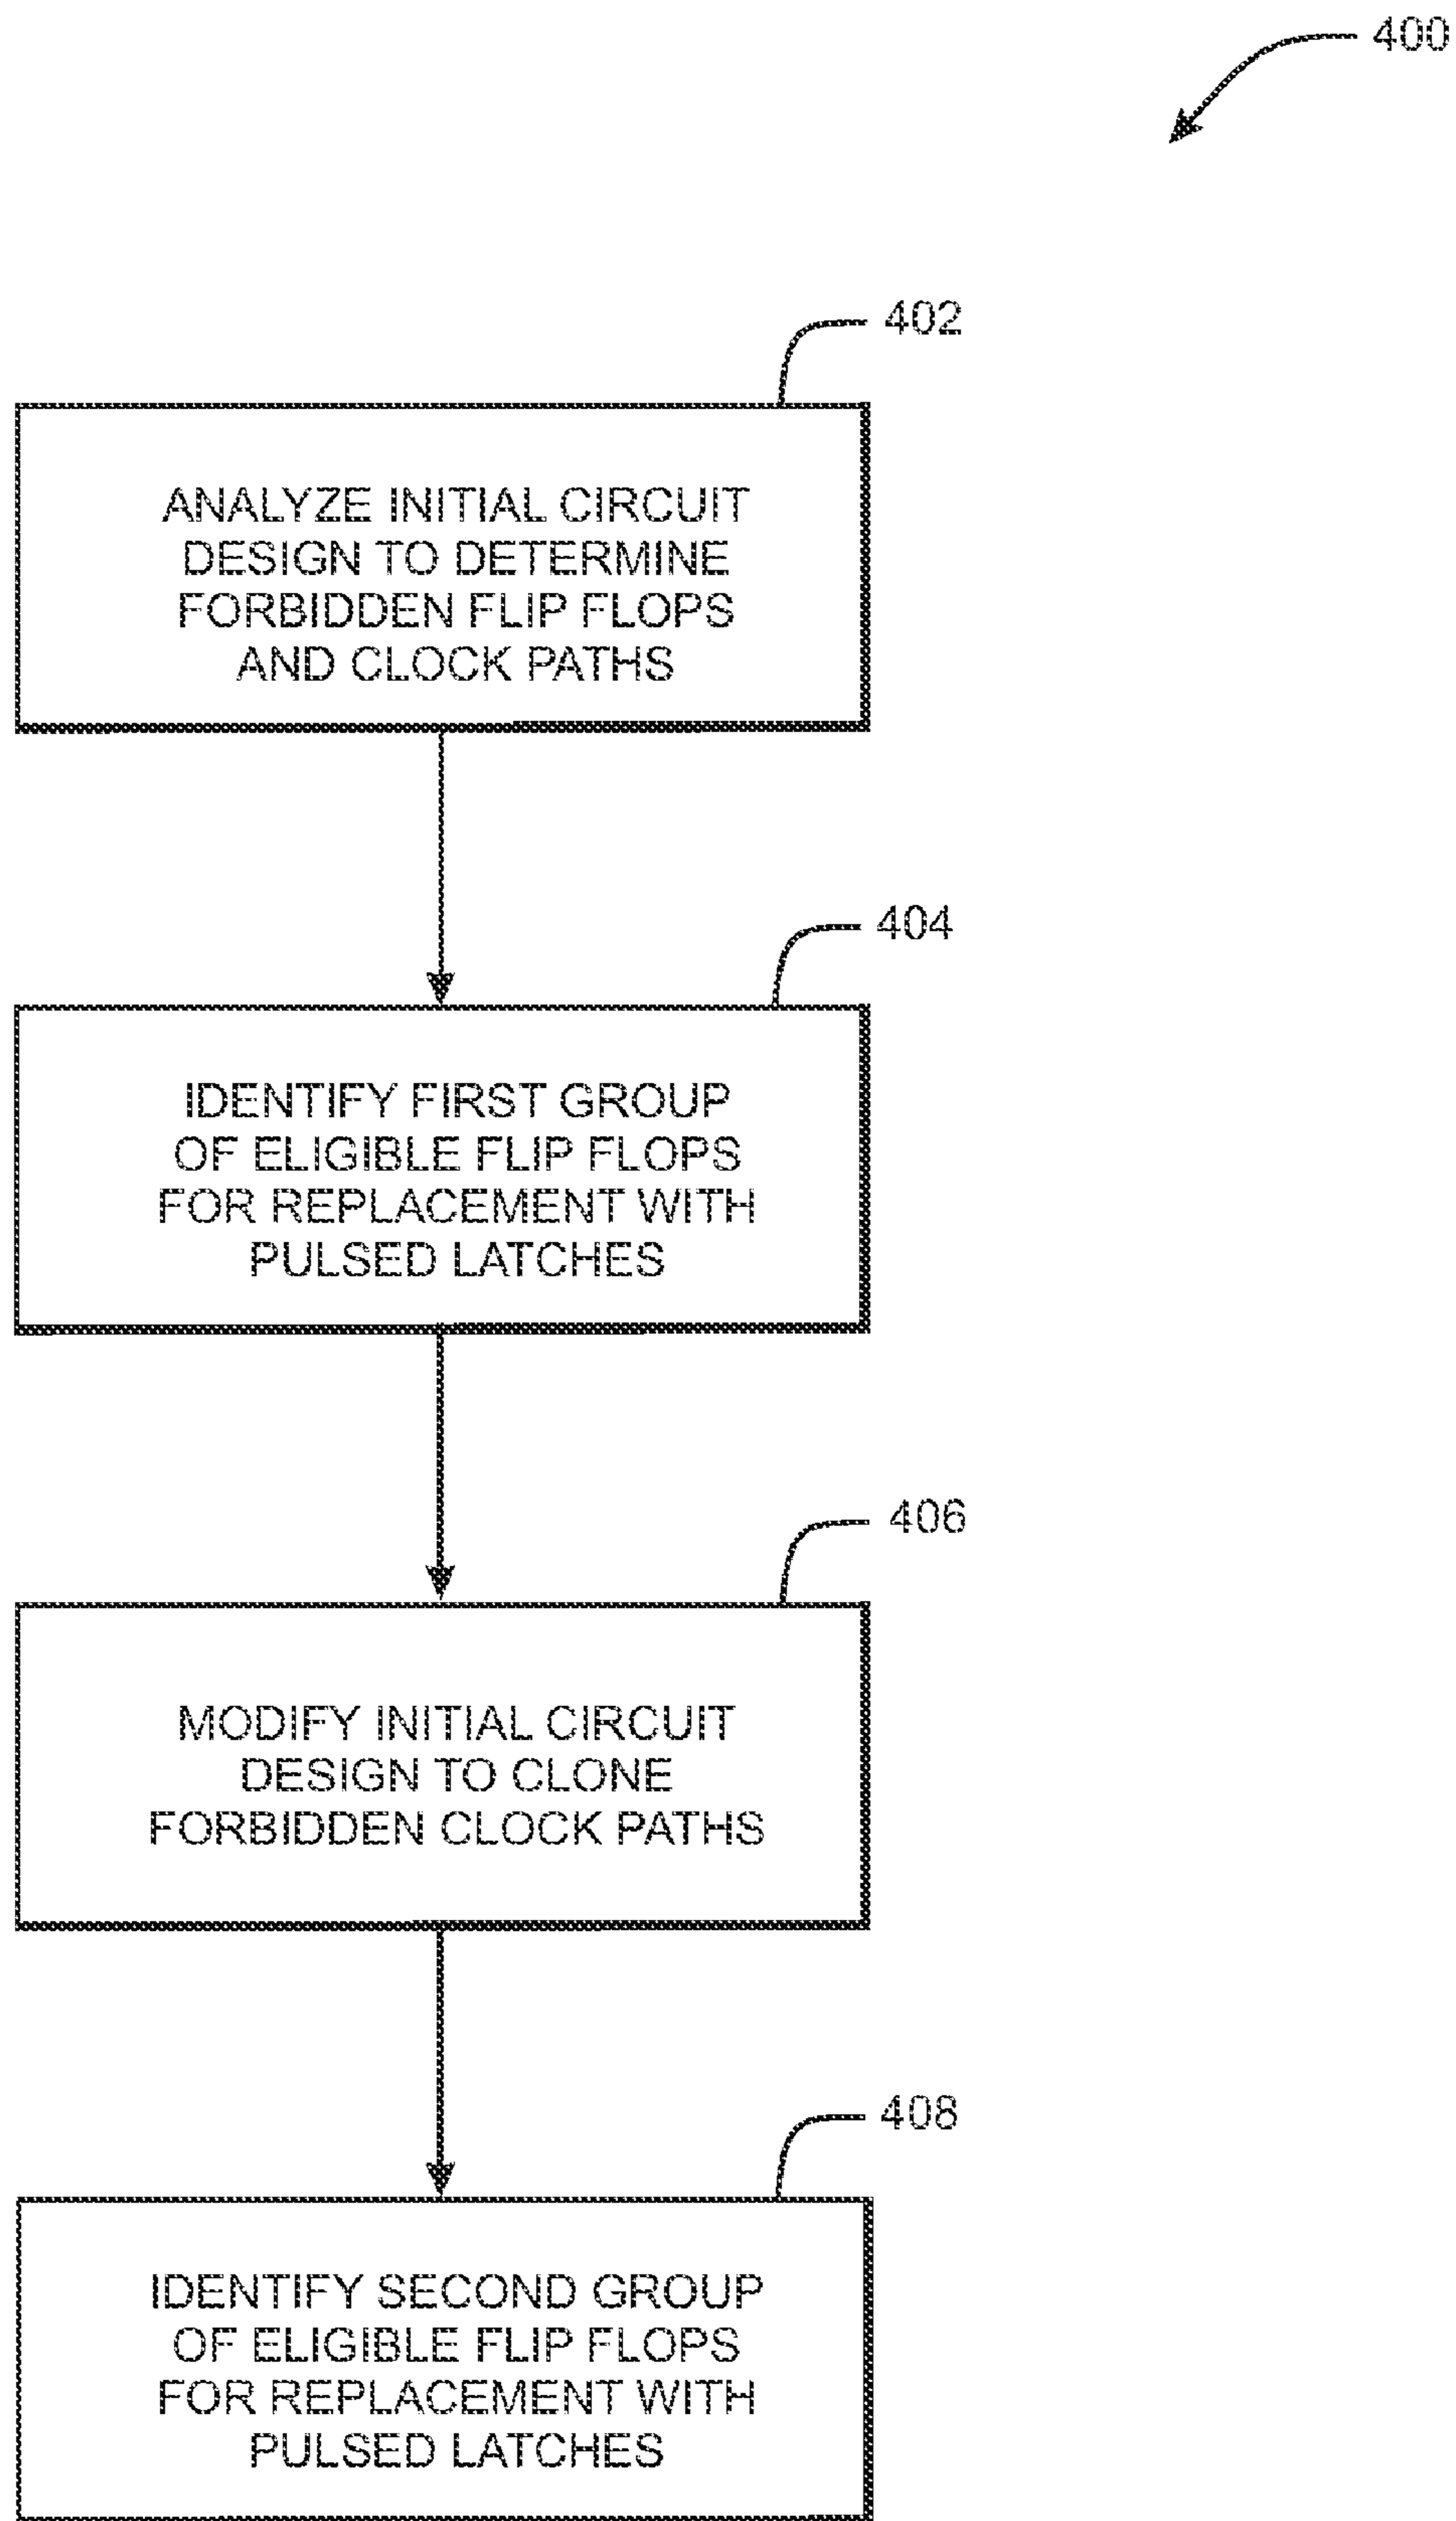 400
402
ANALYZE INITIAL CIRCUIT
DESIGN TO DETERMINE
FORBIDDEN FLIP FLOPS
AND CLOCK PATHS
404
IDENTIFY FIRST GROUP
OF ELIGIBLE FLIP FLOPS
FOR REPLACEMENT WITH
PULSED LATCHES
406
MODIFY INITIAL CIRCUIT
DESIGN TO CLONE
FORBIDDEN CLOCK PATHS
408
IDENTIFY SECOND GROUP
OF ELIGIBLE FLIP FLOPS
FOR REPLACEMENT WITH
PULSED LATCHES